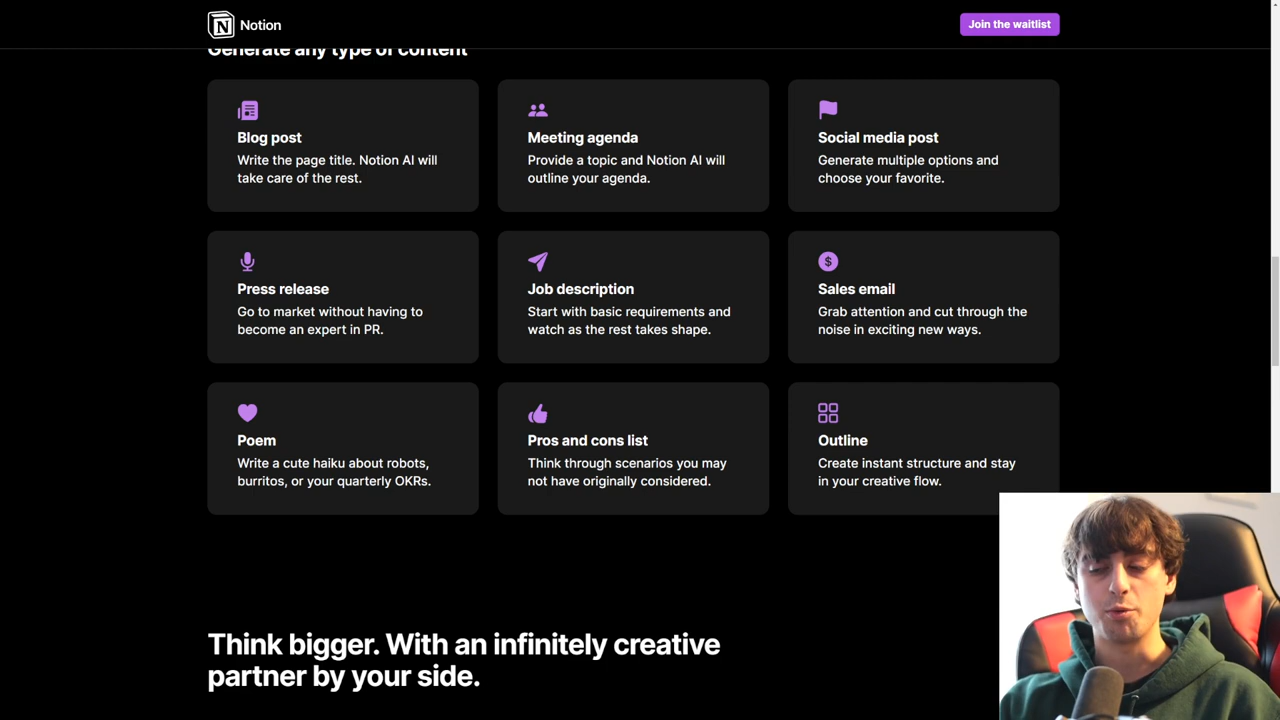 Notion
Join the waitlist
Generate any type of content
Blog post
Write the page title. Notion AI will
take care of the rest.
Meeting agenda
Provide a topic and Notion AI will
outline your agenda.
Social media post
Generate multiple options and
choose your favorite.
Press release
Go to market without having to
become an expert in PR.
Job description
Start with basic requirements and
watch as the rest takes shape.
Sales email
Grab attention and cut through the
noise in exciting new ways.
Poem
Write a cute haiku about robots,
burritos, or your quarterly OKRs.
Pros and cons list
Think through scenarios you may
not have originally considered.
Outline
Create instant structure and stay
in your creative flow.
Think bigger. With an infinitely creative
partner by your side.